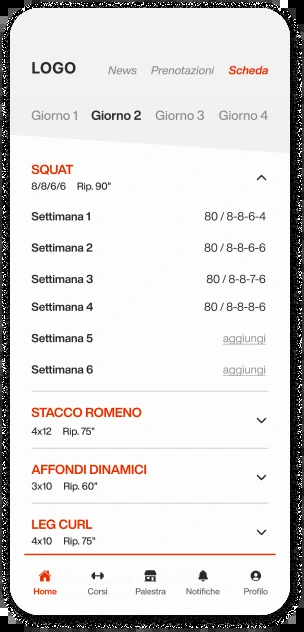 LOGO News Prenotazioni Scheda
Giorno 1 Giorno 2 Giorno 3 Giorno 4
SQUAT
8/8/6/6 Rip. 90”
Settimana 1 80 / 8-8-6-4
Settimana 2 80 / 8-8-6-6
Settimana 3 80 / 8-8-7-6
Settimana 4 80 / 8-8-8-6
Settimana 5 aggiungi
Settimana 6 aggiungi
STACCO ROMENO
4x12 Rip. 75”
AFFONDI DINAMICI
3x10 Rip. 60”
LEG CURL
4x10 Rip. 75”
Home Corsi Palestra Notifiche Profilo